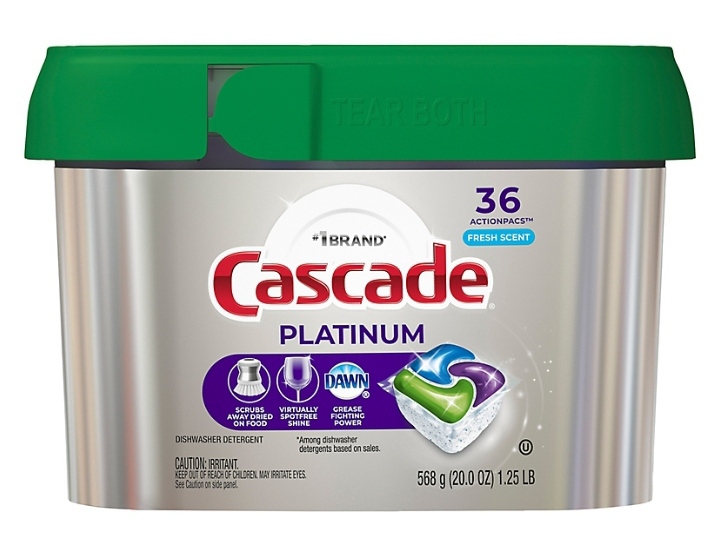 TEAR BOTH
36
ACTIONPACS™
FRESH SCENT
#1BRAND*
Cascade®
PLATINUM
SCRUBS
AWAY DRIED
ON FOOD
VIRTUALLY
SPOTFREE
SHINE
DAWN®
GREASE
FIGHTING
POWER
DISHWASHER DETERGENT
*Among dishwasher
detergents based on sales.
CAUTION: IRRITANT.
KEEP OUT OF REACH OF CHILDREN. MAY IRRITATE EYES.
See Caution on side panel.
U
568 g (20.0 OZ) 1.25 LB